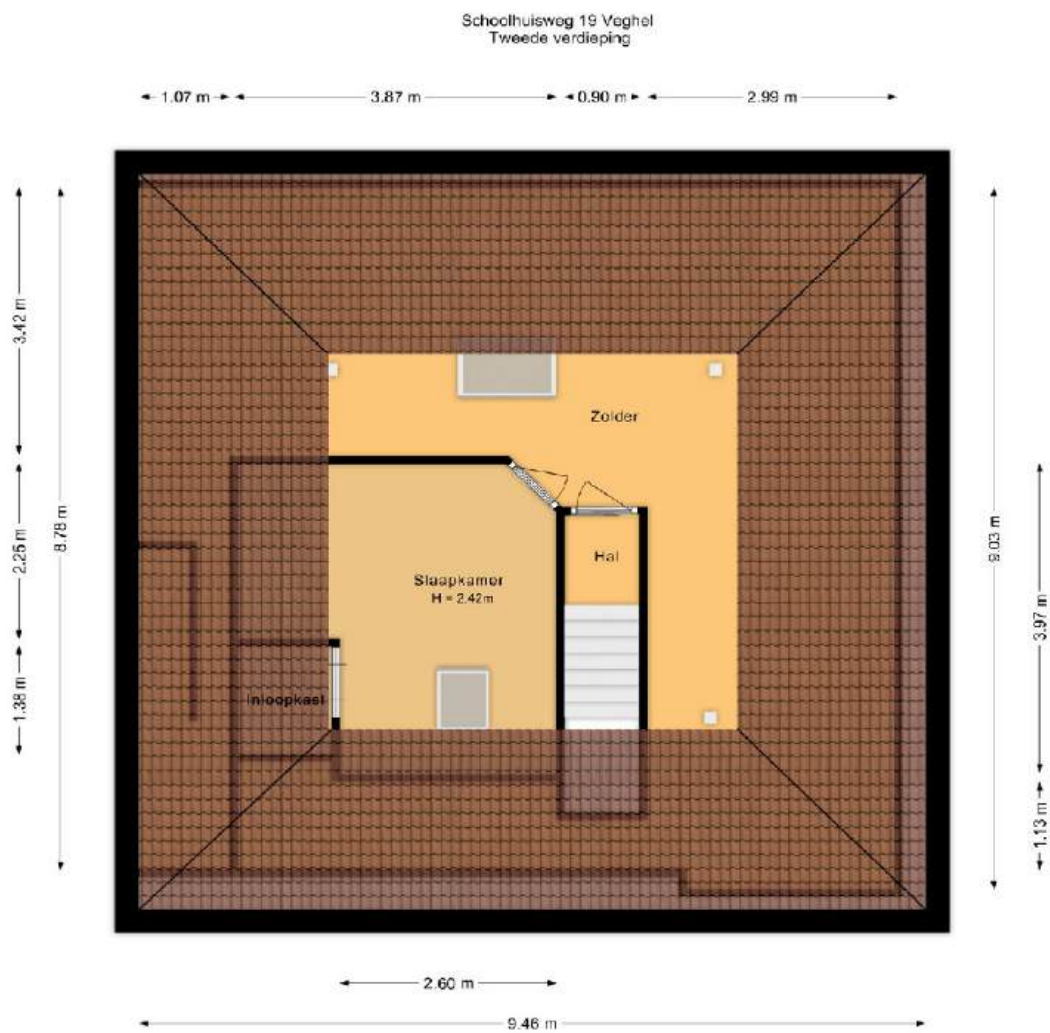 Schoolhuisweg 19 Veghel
Tweede verdieping
1.07 m
3.87 m
0.90 m
2.99 m
3.42 m
2.25 m
1.38 m
8.78 m
Zolder
Hal
Slaapkamer
H = 2.42m
Inloopkast
9.03 m
3.97 m
1.13 m
2.60 m
9.46 m